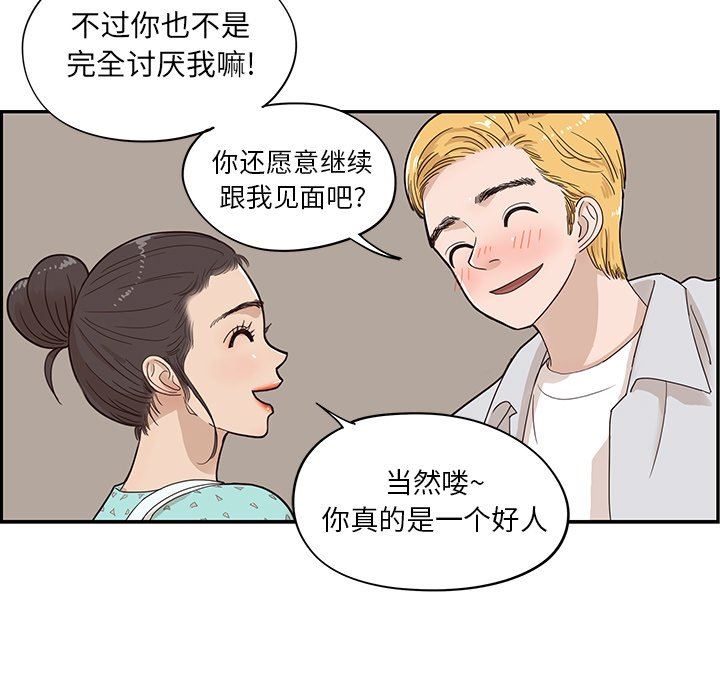 不过你也不是
完全讨厌我嘛!
你还愿意继续
跟我见面吧?
当然喽~
你真的是一个好人